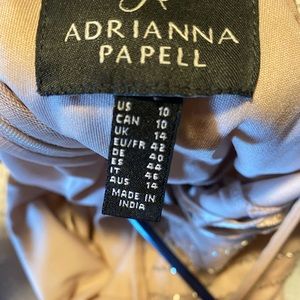 ADRIANNA
PAPELL
US 10
CAN 10
UK 14
EU/FR 42
DE 40
ES 44
IT 46
AUS 14
MADE IN
INDIA